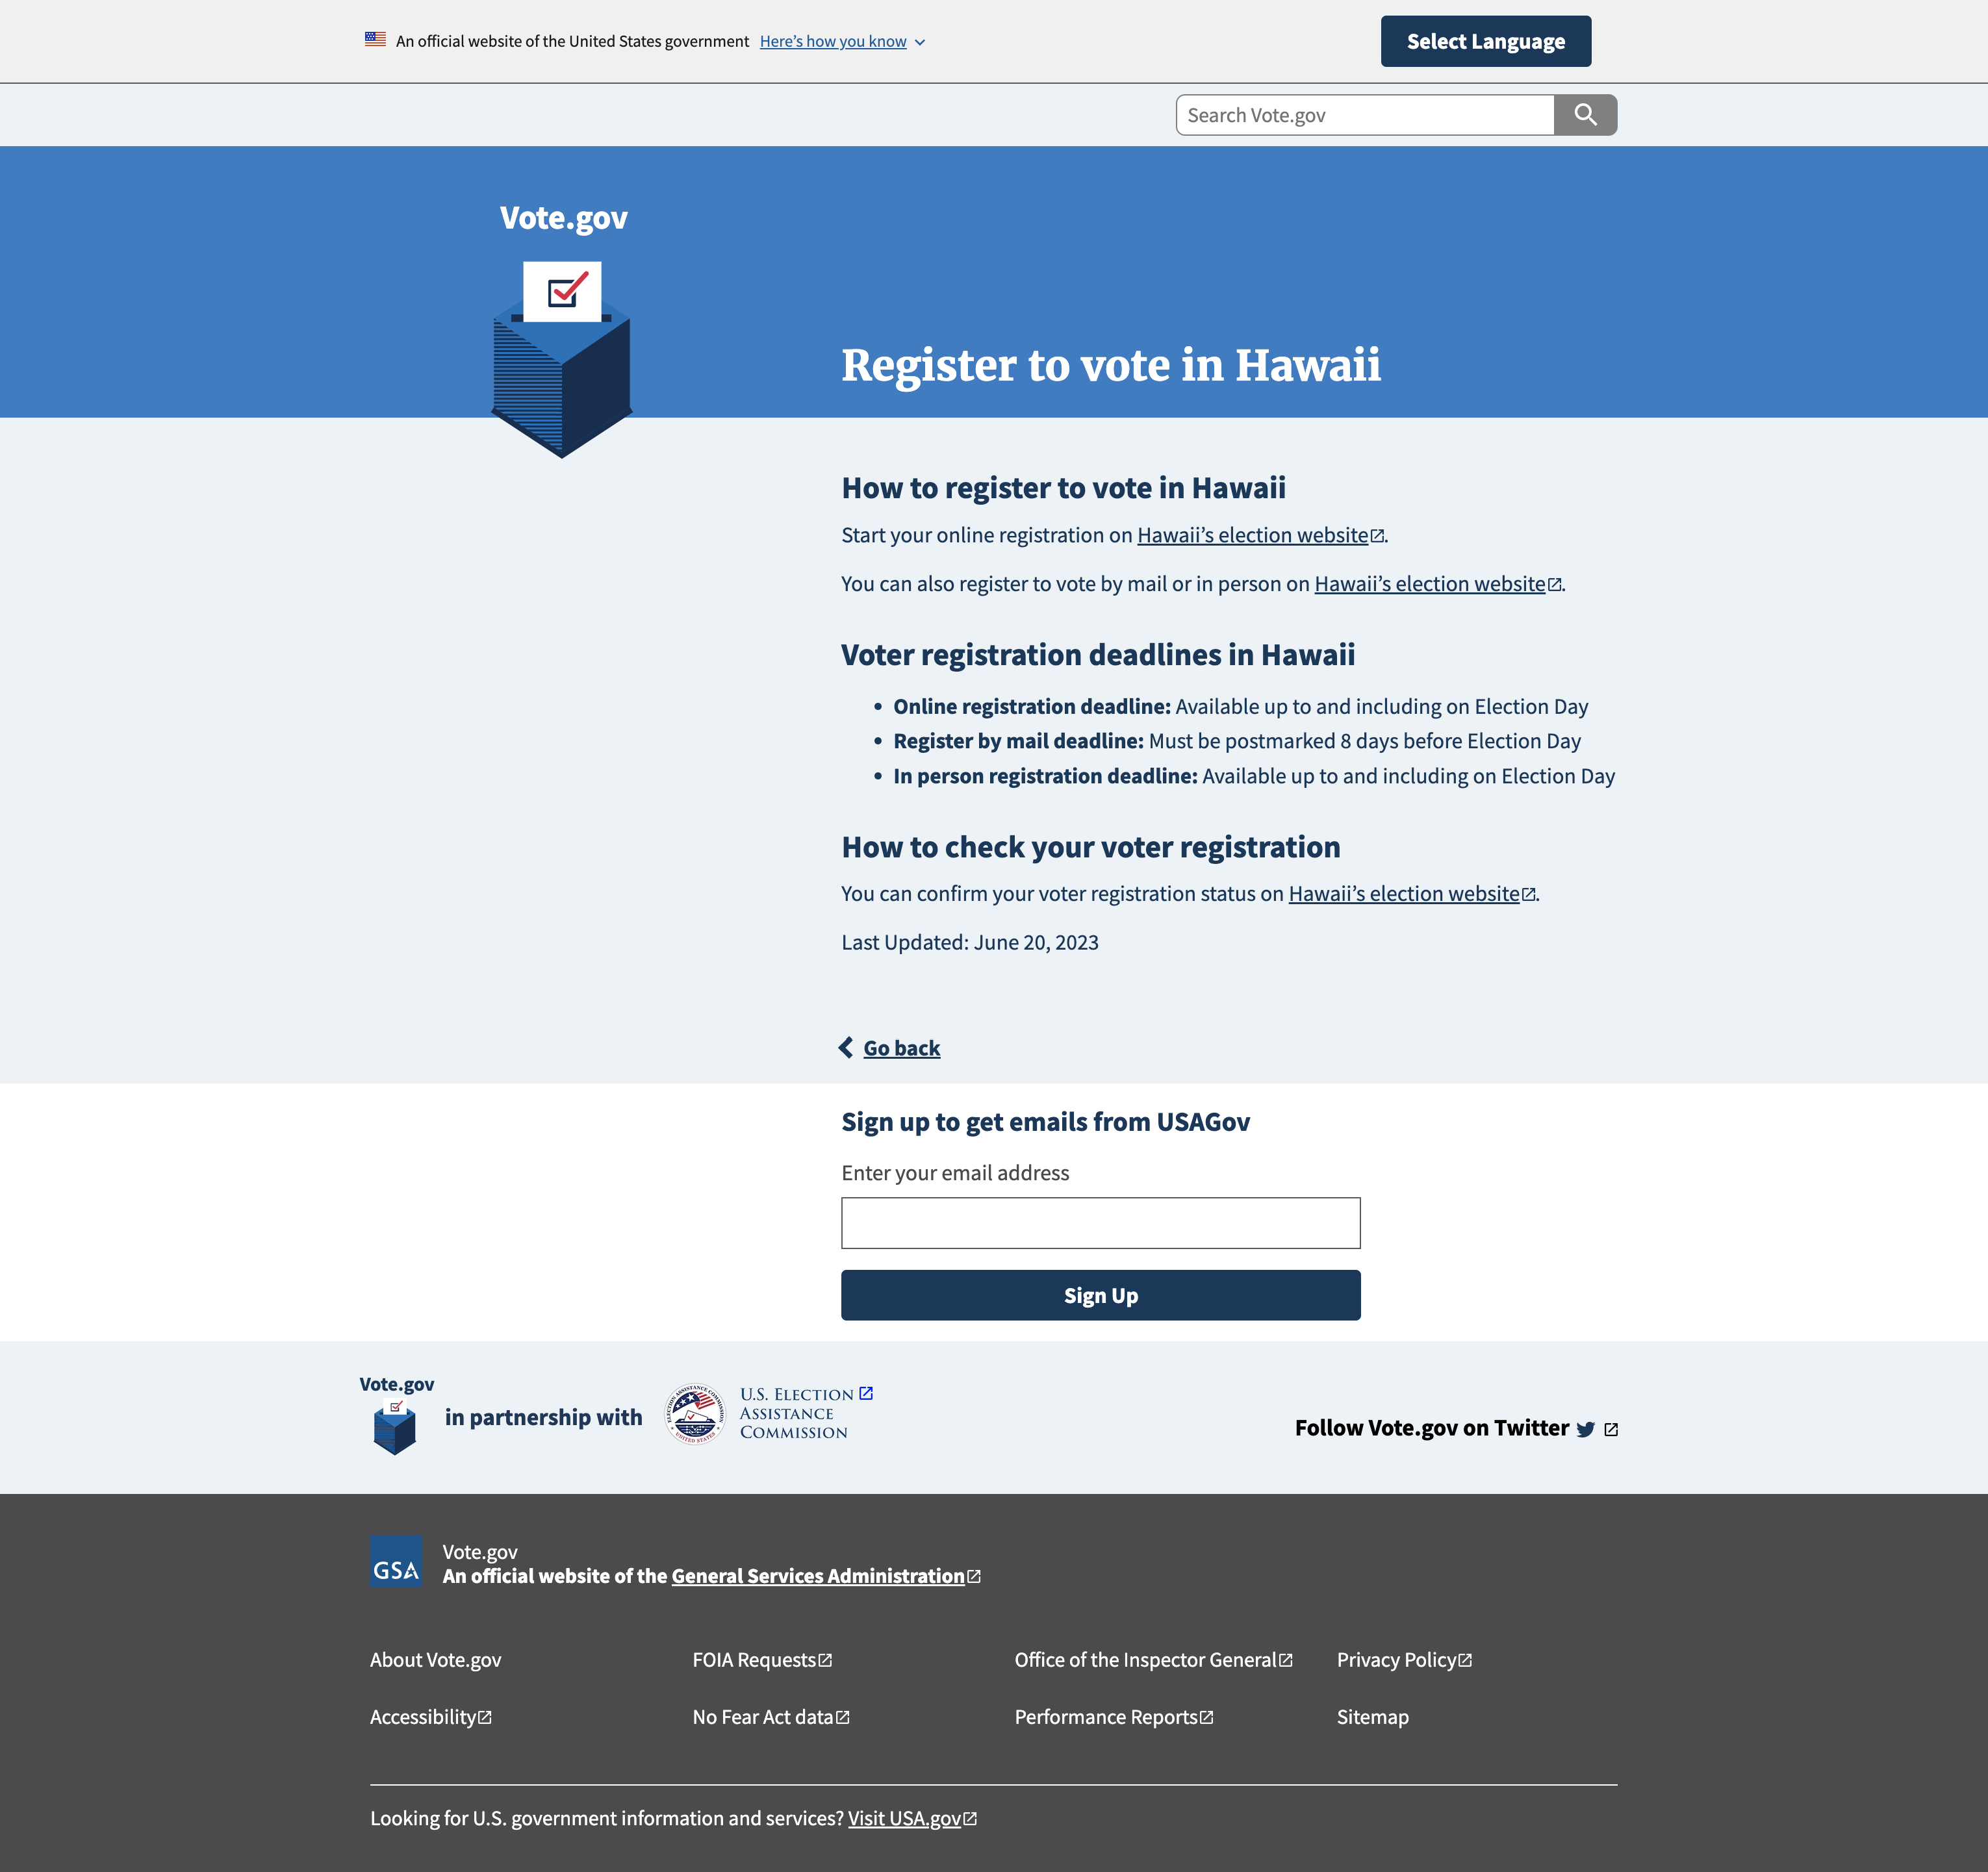 An official website of the United States government Here's how you know
Select Language
Search Vote.gov
Vote.gov
Register to vote in Hawaii
How to register to vote in Hawaii
Start your online registration on Hawaii's election website.
You can also register to vote by mail or in person on Hawaii's election website.
Voter registration deadlines in Hawaii
• Online registration deadline: Available up to and including on Election Day
• Register by mail deadline: Must be postmarked 8 days before Election Day
• In person registration deadline: Available up to and including on Election Day
How to check your voter registration
You can confirm your voter registration status on Hawaii's election website.
Last Updated: June 20, 2023
Go back
Sign up to get emails from USAGov
Enter your email address
Sign Up
Vote.gov
in partnership with
ELECTION ASSISTANCE COMMISSION
UNITED STATES
U.S. ELECTION
ASSISTANCE
COMMISSION
Follow Vote.gov on Twitter
GSA
Vote.gov
An official website of the General Services Administration
About Vote.gov FOIA Requests Office of the Inspector General Privacy Policy
Accessibility No Fear Act data Performance Reports Sitemap
Looking for U.S. government information and services? Visit USA.gov